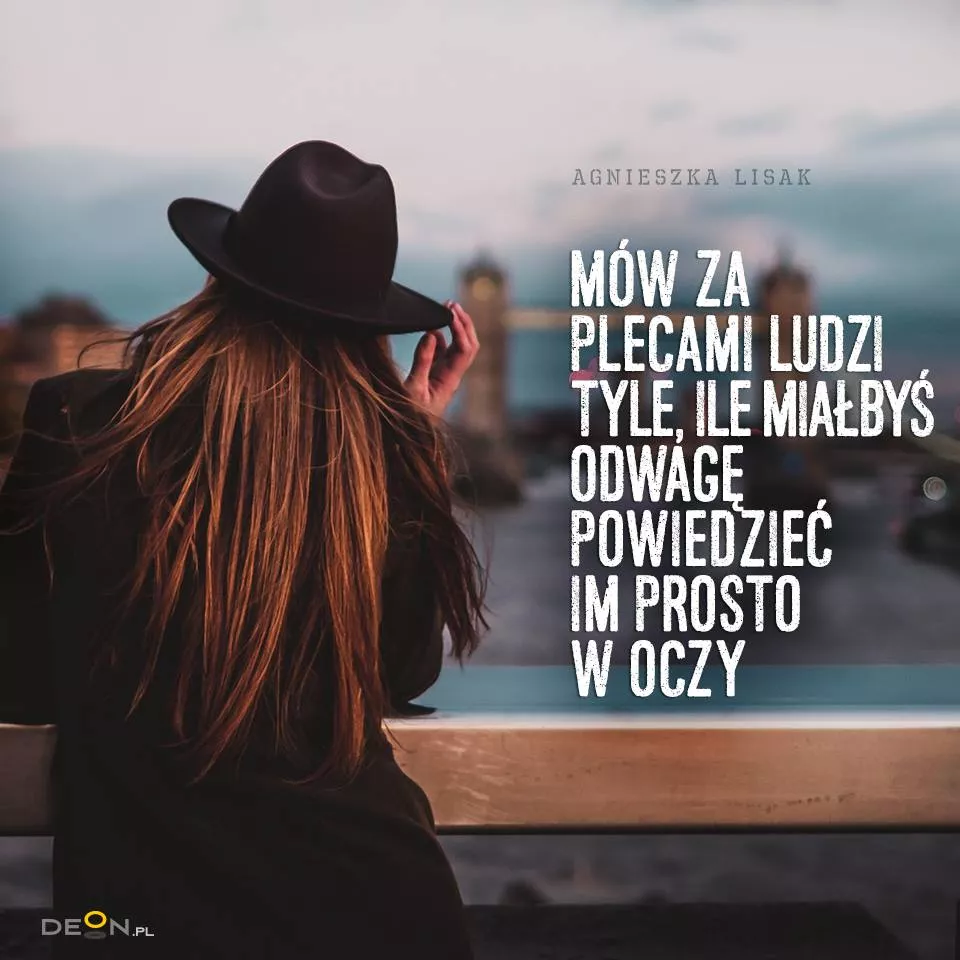 AGNIESZKA LISAK
MÓW ZA
PLECAMI LUDZI
TYLE, ILE MIAŁBYŚ
ODWAGĘ
POWIEDZIEĆ
IM PROSTO
W OCZY
DEON.PL